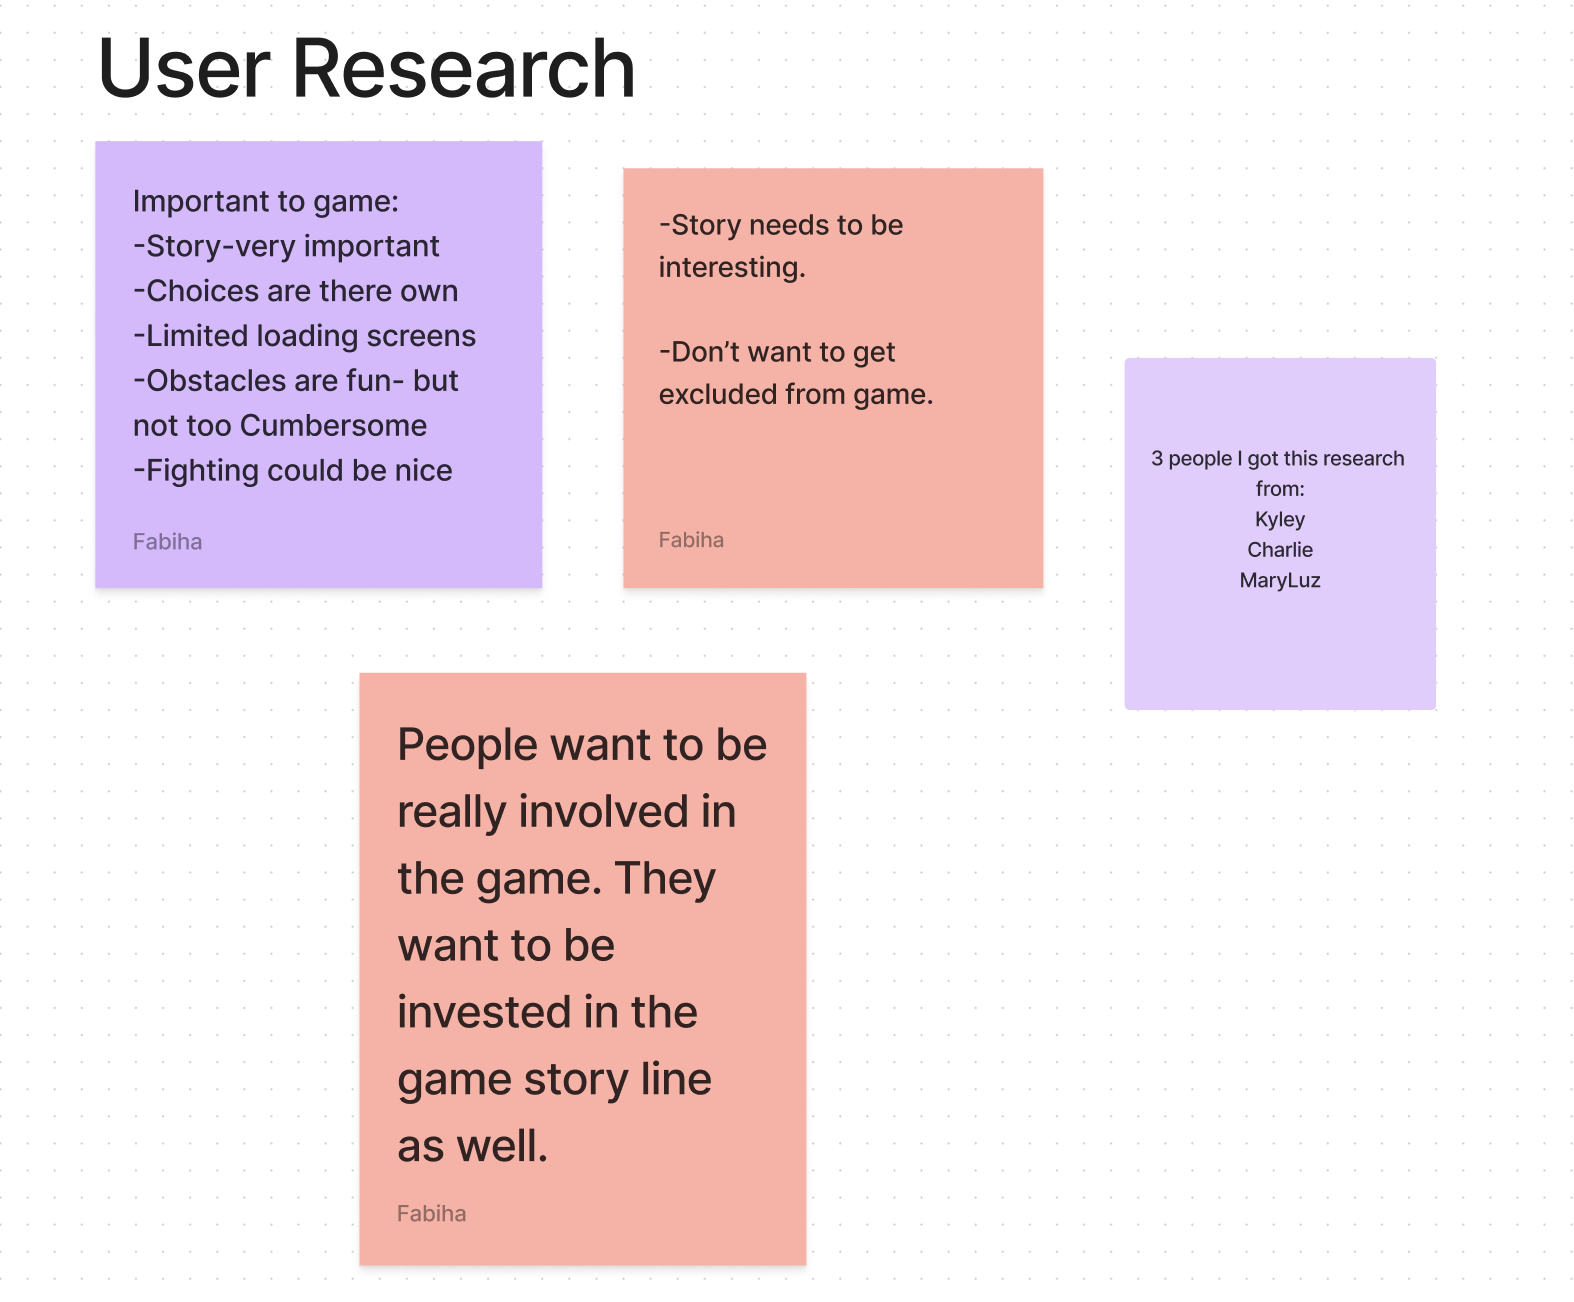 User Research
Important to game:
-Story-very important
-Choices are there own
-Limited loading screens
-Obstacles are fun- but
not too Cumbersome
-Fighting could be nice
Fabiha
-Story needs to be
interesting.
-Don’t want to get
excluded from game.
Fabiha
3 people I got this research
from:
Kyley
Charlie
MaryLuz
People want to be
really involved in
the game. They
want to be
invested in the
game story line
as well.
Fabiha